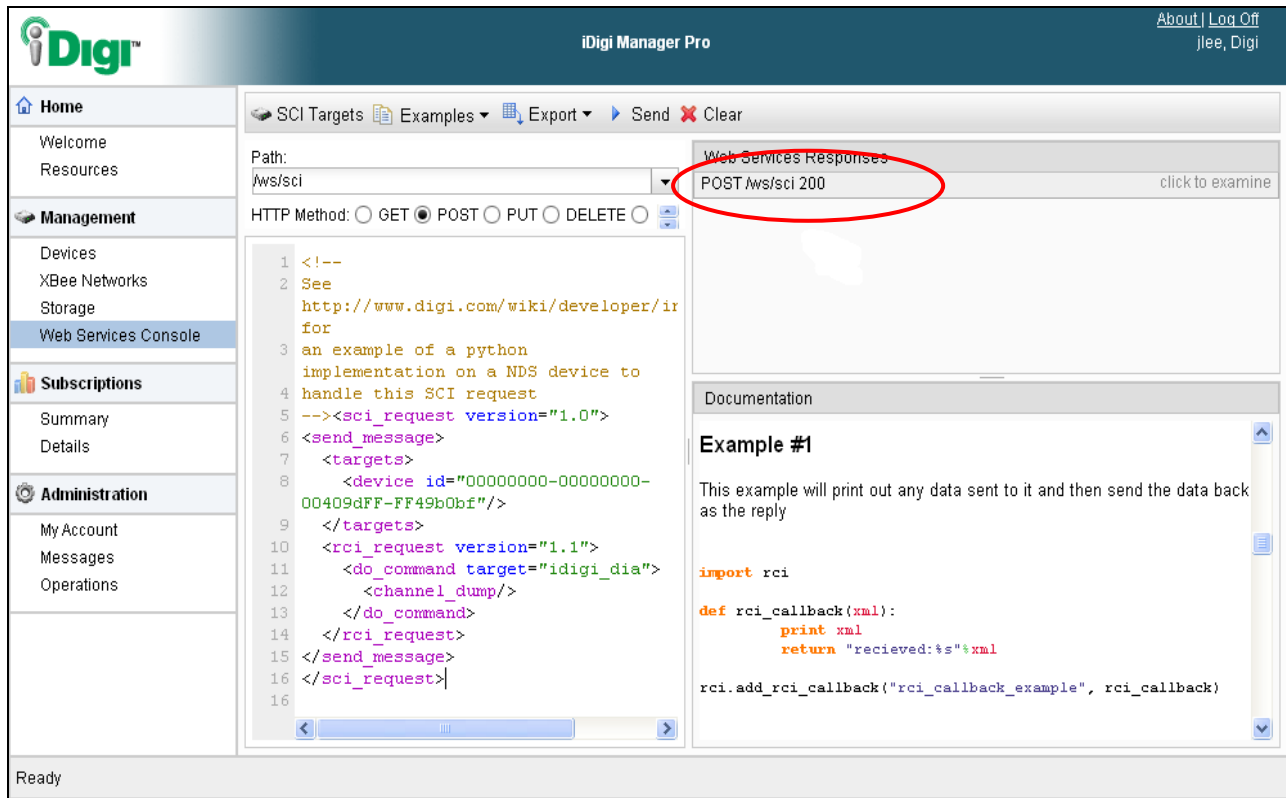 iDigi™
iDigi Manager Pro
About | Log Off
jlee, Digi
Home
Welcome
Resources
Management
Devices
XBee Networks
Storage
Web Services Console
Subscriptions
Summary
Details
Administration
My Account
Messages
Operations
SCI Targets Examples Export Send Clear
Path:
/ws/sci
HTTP Method: GET POST PUT DELETE
1 <!--
2 See
http://www.digi.com/wiki/developer/ir
for
3 an example of a python
implementation on a NDS device to
4 handle this SCI request
5 --><sci_request version="1.0">
6 <send_message>
7 <targets>
8 <device id="00000000-00000000-
00409dFF-FF49b0bf"/>
9 </targets>
10 <rci_request version="1.1">
11 <do_command target="idigi_dia">
12 <channel_dump/>
13 </do_command>
14 </rci_request>
15 </send_message>
16 </sci_request>
16
Web Services Responses
POST /ws/sci 200
click to examine
Documentation
Example #1
This example will print out any data sent to it and then send the data back
as the reply
import rci
def rci_callback(xml):
print xml
return "recieved:%s"%xml
rci.add_rci_callback("rci_callback_example", rci_callback)
Ready